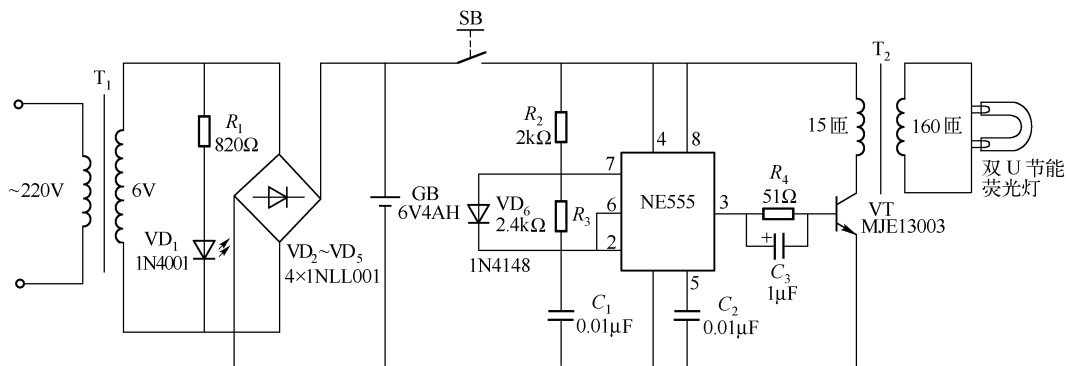 SB
T₁
T₂
~220V
6V
R₁
820Ω
VD₁
1N4001
VD₂~VD₅
4×1NLL001
GB
6V4AH
R₂
2kΩ
VD₆
2.4kΩ
R₃
1N4148
4
8
7
6
2
NE555
3
5
C₁
0.01μF
C₂
0.01μF
R₄
51Ω
+
C₃
1μF
VT
MJE13003
15匝
160匝
双U节能
荧光灯